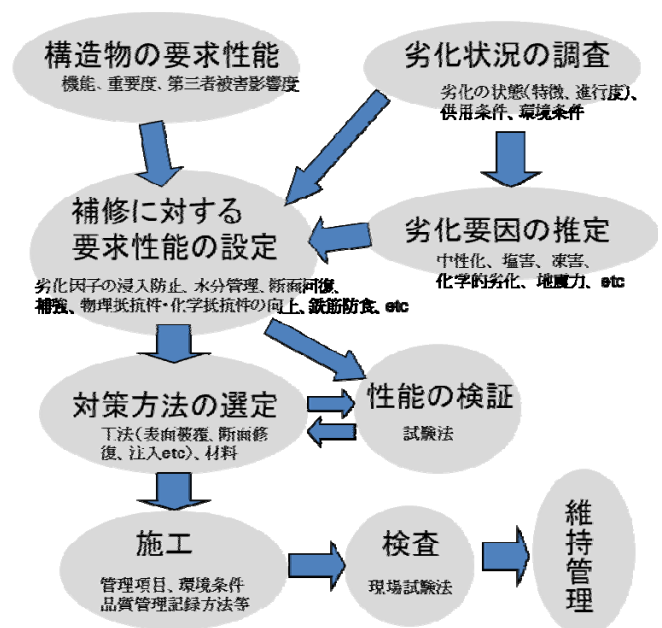 構造物の要求性能
機能、重要度、第三者被害影響度
劣化状況の調査
劣化の状態(特徴、進行度)、
供用条件、環境条件
補修に対する
要求性能の設定
劣化因子の浸入防止、水分管理、断面回復、
補強、物理抵抗件・化学抵抗件の向上、鉄筋防食、etc
劣化要因の推定
中性化、塩害、凍害、
化学的劣化、地震力、etc
対策方法の選定
工法(表面被覆、断面修
復、注入etc)、材料
性能の検証
試験法
施工
管理項目、環境条件
品質管理記録方法等
検査
現場試験法
維持管理